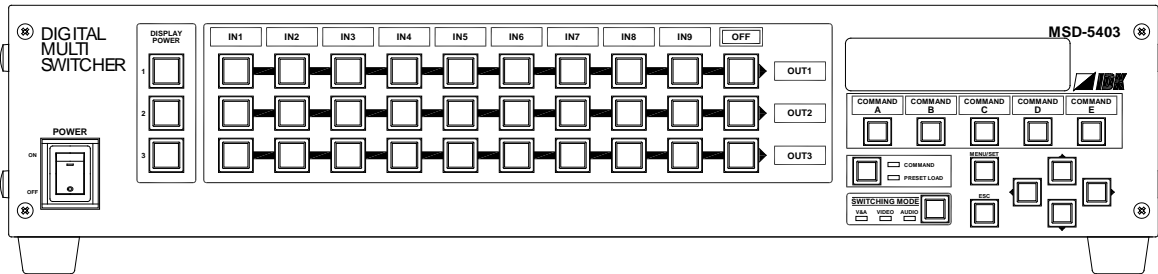 DIGITAL
MULTI
SWITCHER
DISPLAY
POWER
IN1 IN2 IN3 IN4 IN5 IN6 IN7 IN8 IN9 OFF
MSD-5403
1
OUT1
IDK
2
OUT2
COMMAND
A
COMMAND
B
COMMAND
C
COMMAND
D
COMMAND
E
POWER
ON
OFF
3
OUT3
COMMAND
PRESET LOAD
MENU/SET
SWITCHING MODE
V&A VIDEO AUDIO
ESC